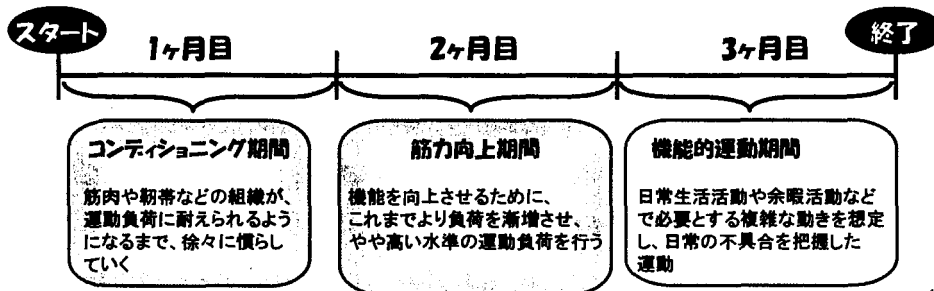 スタート
1ヶ月目
2ヶ月目
3ヶ月目
終了
コンディショニング期間
筋肉や靭帯などの組織が、
運動負荷に耐えられるよう
になるまで、徐々に慣らし
ていく
筋力向上期間
機能を向上させるために、
これまでより負荷を漸増させ、
やや高い水準の運動負荷を行う
機能的運動期間
日常生活活動や余暇活動など
で必要とする複雑な動きを想定
し、日常の不具合を把握した
運動